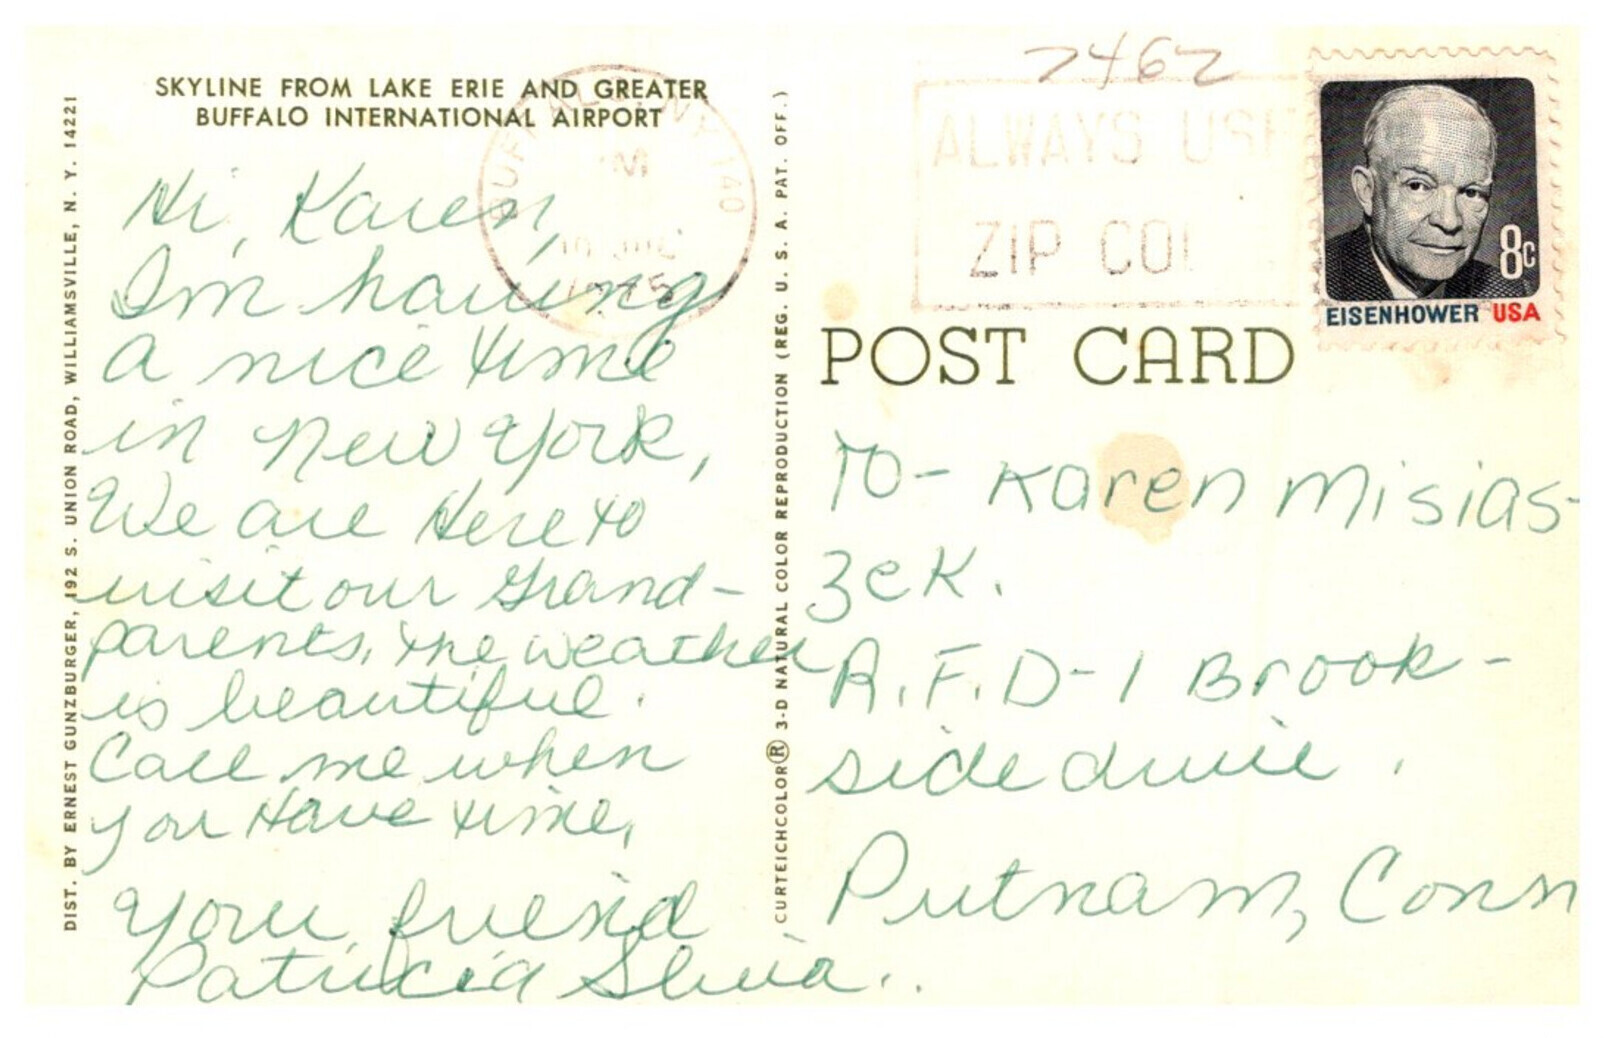 SKYLINE FROM LAKE ERIE AND GREATER
BUFFALO INTERNATIONAL AIRPORT
Hi, Karen,
I'm having
a nice time
in New York,
We are Here to
visit our Grand-
parents, the weather
is beautiful.
Call me when
you Have time,
Your friend
Patricia
DIST. BY ERNEST GUNZBURGER, 192 S. UNION ROAD, WILLIAMSVILLE, N. Y. 14221
CURTEICHCOLOR® 3-D NATURAL COLOR REPRODUCTION (REG. U. S. A. PAT. OFF.)
7462
ALWAYS USE
ZIP CO
8c
EISENHOWER USA
POST CARD
TO- Karen Misias-
zek.
R.F.D-1 Brook-
side drive.
Putnam, Conn